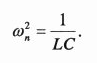 ω_n^2 = 1/LC.